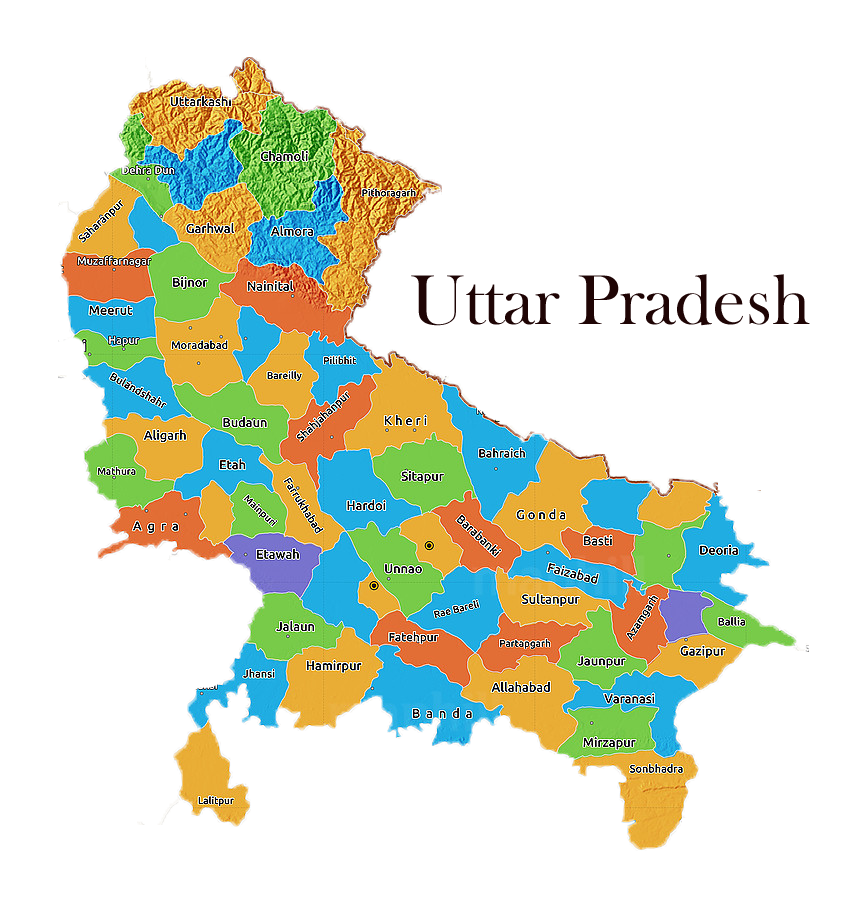 Uttarkashi
Chamoli
Dehra Dun
Pithoragarh
Saharanpur
Garhwal
Almora
Muzaffarnagar
Bijnor
Nainital
Uttar Pradesh
Meerut
Hapur
Moradabad
Pilibhit
Bareilly
Bulandshahr
Shahjahanpur
Budaun
Kheri
Aligarh
Bahraich
Etah
Mathura
Sitapur
Farrukhabad
Hardoi
Mainpuri
Gonda
Agra
Barabanki
Basti
Deoria
Etawah
Unnao
Faizabad
Sultanpur
Rae Bareli
Azamgarh
Ballia
Jalaun
Fatehpur
Partapgarh
Gazipur
Jaunpur
Hamirpur
Jhansi
Allahabad
Varanasi
Banda
Mirzapur
Sonbhadra
Lalitpur